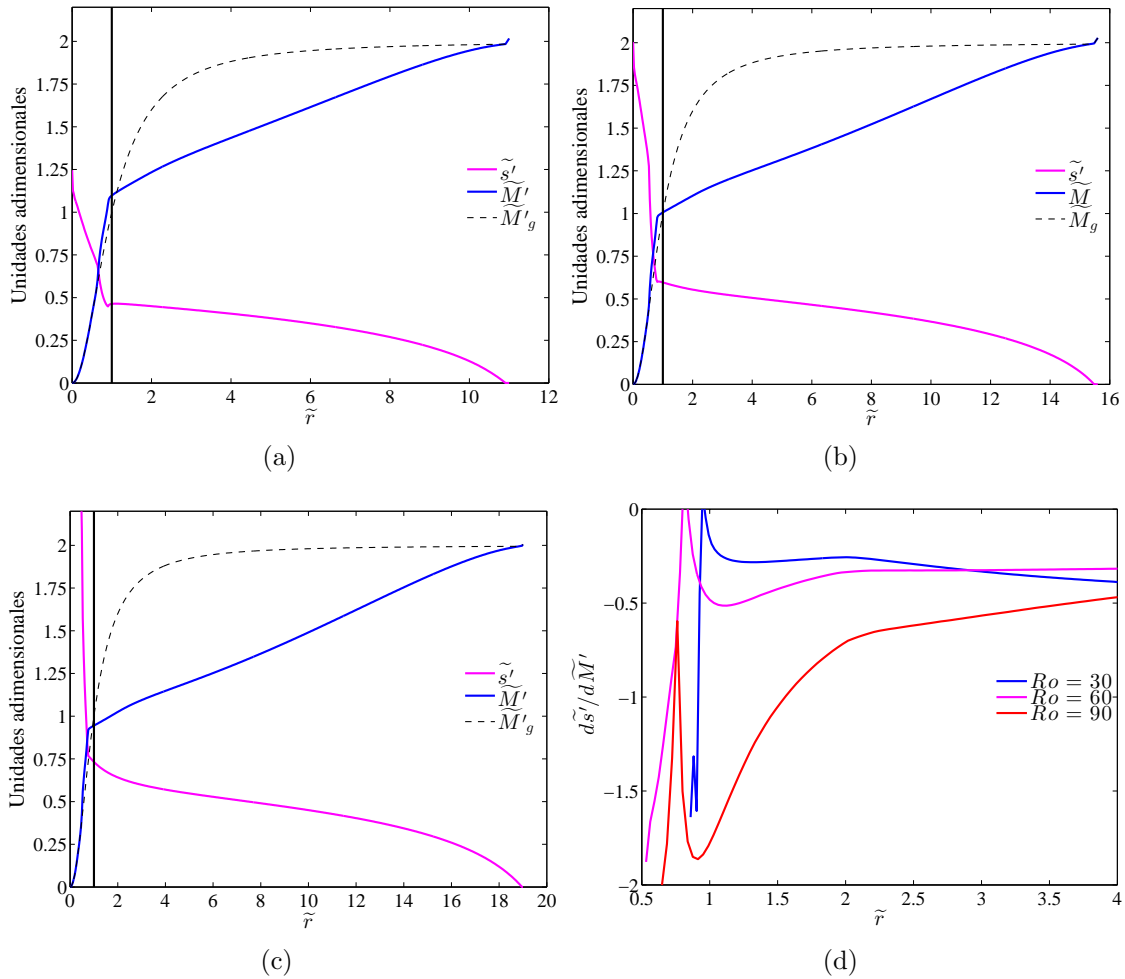 Unidades adimensionales
2
1.75
1.5
1.25
1
0.75
0.5
0.25
0
0 2 4 6 8 10 12
r̃
s̃′
M̃′
M̃′_g
(a)
Unidades adimensionales
2
1.75
1.5
1.25
1
0.75
0.5
0.25
0
0 2 4 6 8 10 12 14 16
r̃
s̃′
M̃
M̃_g
(b)
Unidades adimensionales
2
1.75
1.5
1.25
1
0.75
0.5
0.25
0
0 2 4 6 8 10 12 14 16 18 20
r̃
s̃′
M̃′
M̃′_g
(c)
ds̃′/dM̃′
0
−0.5
−1
−1.5
−2
0.5 1 1.5 2 2.5 3 3.5 4
r̃
Ro = 30
Ro = 60
Ro = 90
(d)